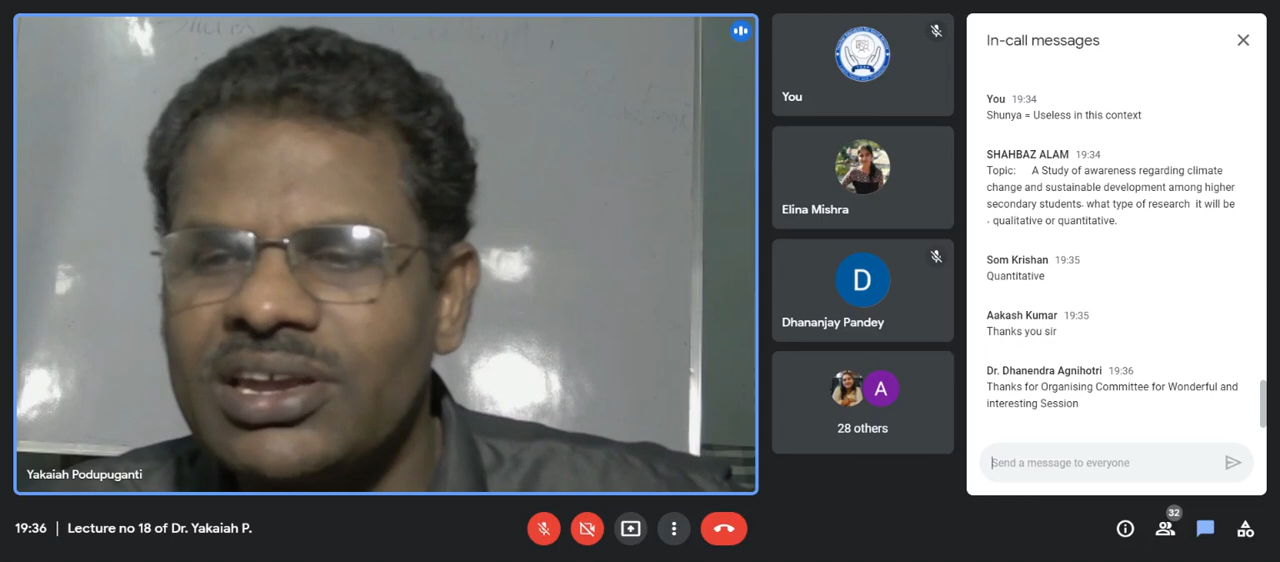 Yakaiah Podupuganti
You
Elina Mishra
D
Dhananjay Pandey
A
28 others
In-call messages
You 19:34
Shunya = Useless in this context
SHAHBAZ ALAM 19:34
Topic: A Study of awareness regarding climate
change and sustainable development among higher
secondary students. what type of research it will be
. qualitative or quantitative.
Som Krishan 19:35
Quantitative
Aakash Kumar 19:35
Thanks you sir
Dr. Dhanendra Agnihotri 19:36
Thanks for Organising Committee for Wonderful and
interesting Session
Send a message to everyone
19:36 | Lecture no 18 of Dr. Yakaiah P.
32